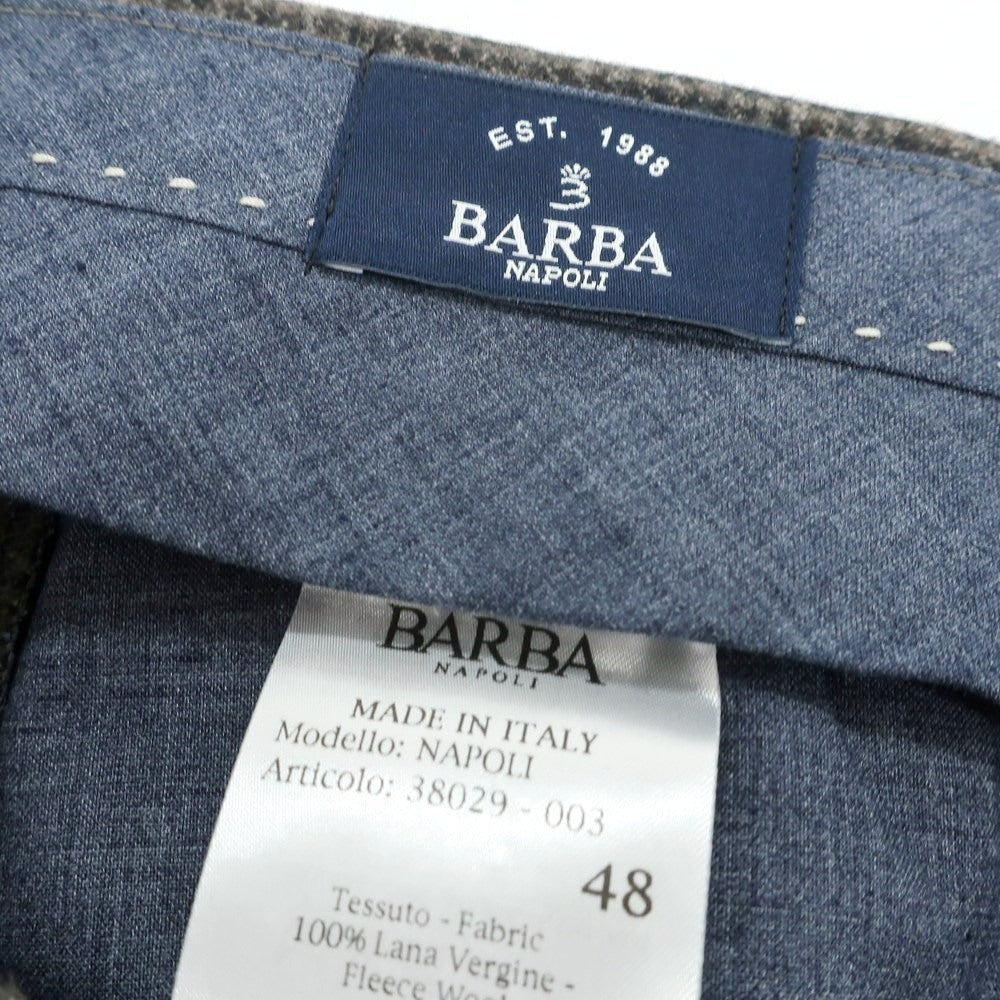 EST. 1988
BARBA
NAPOLI
BARBA
NAPOLI
MADE IN ITALY
Modello: NAPOLI
Articolo: 38029 - 003
48
Tessuto - Fabric
100% Lana Vergine -
Fleece